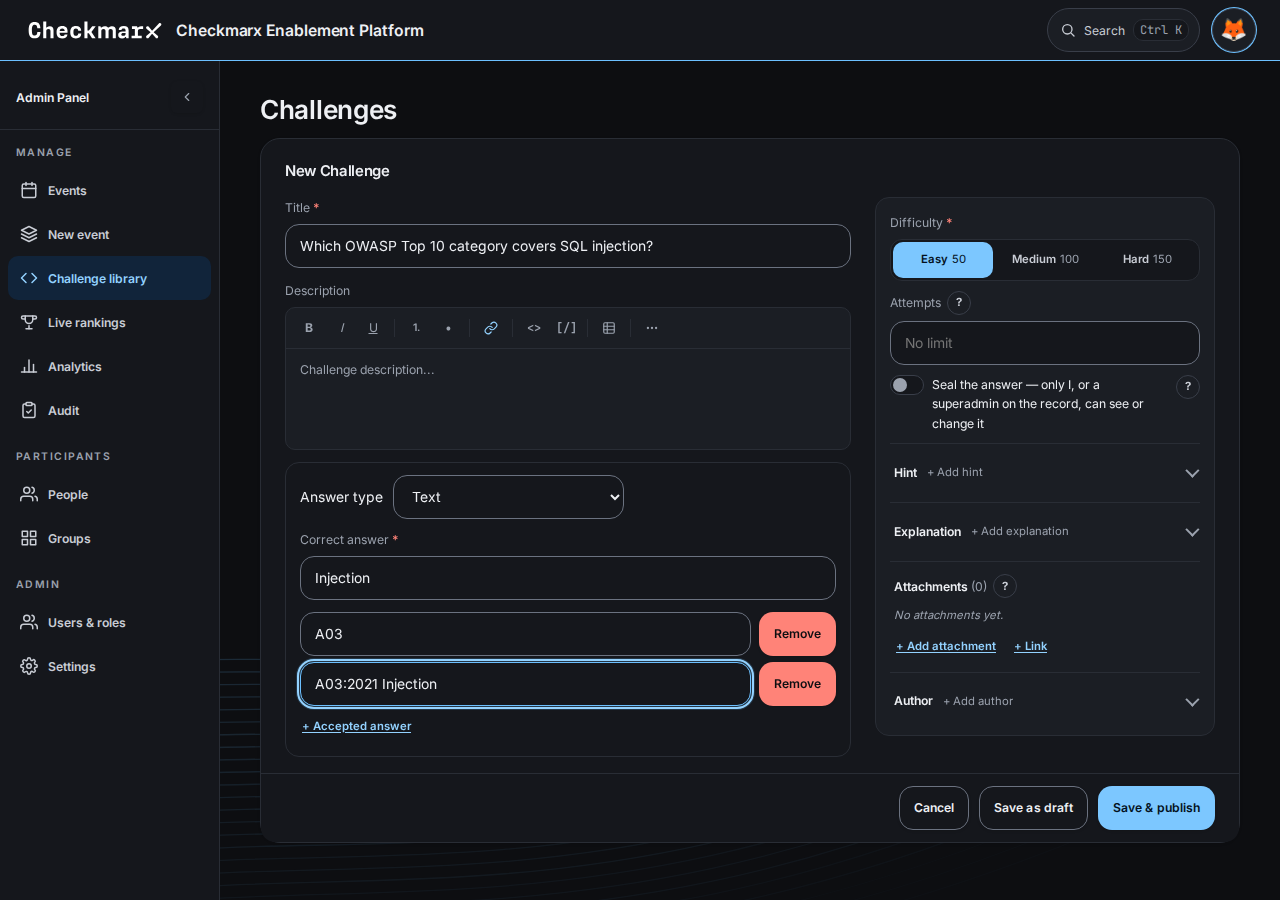 Checkmarx Checkmarx Enablement Platform
Search Ctrl K
Admin Panel
MANAGE
Events
New event
Challenge library
Live rankings
Analytics
Audit
PARTICIPANTS
People
Groups
ADMIN
Users & roles
Settings
Challenges
New Challenge
Title *
Which OWASP Top 10 category covers SQL injection?
Description
B I U 1. • <> [/] ...
Challenge description...
Answer type Text
Correct answer *
Injection
A03 Remove
A03:2021 Injection Remove
+ Accepted answer
Difficulty *
Easy 50 Medium 100 Hard 150
Attempts ?
No limit
Seal the answer — only I, or a ?
superadmin on the record, can see or
change it
Hint + Add hint
Explanation + Add explanation
Attachments (0) ?
No attachments yet.
+ Add attachment + Link
Author + Add author
Cancel Save as draft Save & publish